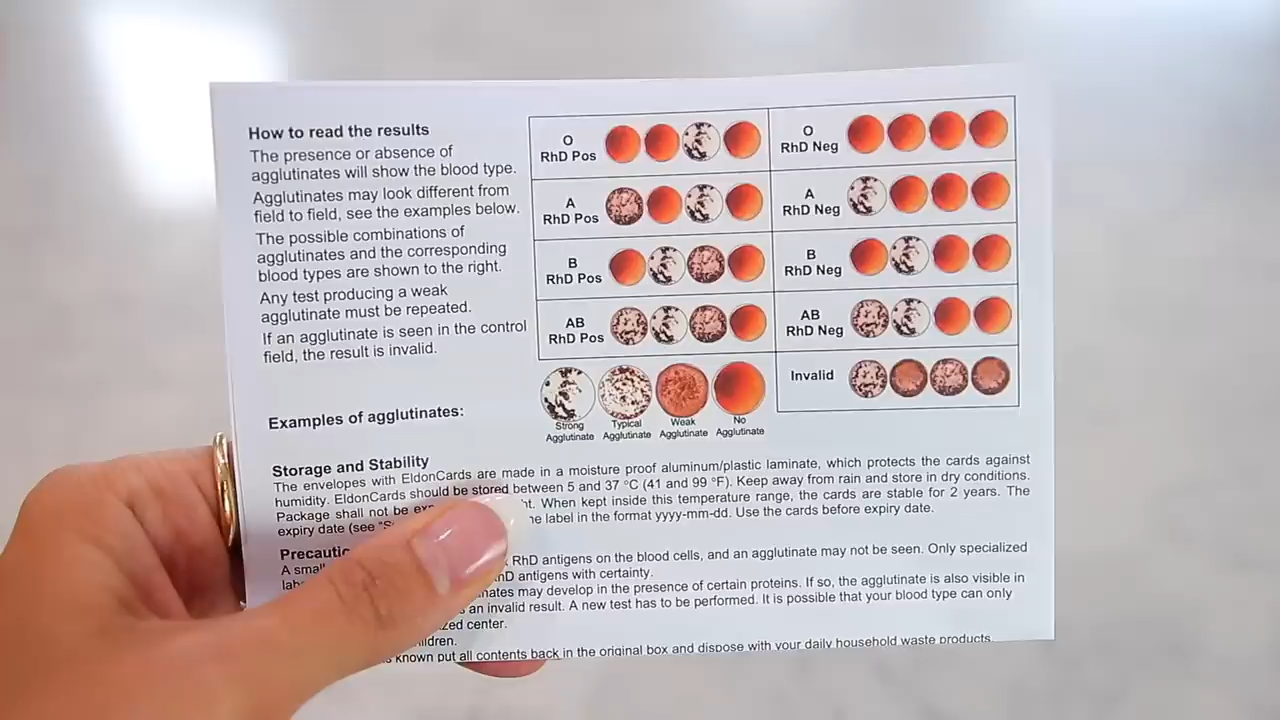 How to read the results
The presence or absence of
agglutinates will show the blood type.
Agglutinates may look different from
field to field, see the examples below.
The possible combinations of
agglutinates and the corresponding
blood types are shown to the right.
Any test producing a weak
agglutinate must be repeated.
If an agglutinate is seen in the control
field, the result is invalid.
Examples of agglutinates:
O
RhD Pos
O
RhD Neg
A
RhD Pos
A
RhD Neg
B
RhD Pos
B
RhD Neg
AB
RhD Pos
AB
RhD Neg
Invalid
Strong
Agglutinate
Typical
Agglutinate
Weak
Agglutinate
No
Agglutinate
Storage and Stability
The envelopes with EldonCards are made in a moisture proof aluminum/plastic laminate, which protects the cards against
humidity. EldonCards should be stored between 5 and 37 °C (41 and 99 °F). Keep away from rain and store in dry conditions.
Package shall not be When kept inside this temperature range, the cards are stable for 2 years. The
expiry date (see label in the format yyyy-mm-dd. Use the cards before expiry date.
A RhD antigens on the blood cells, and an agglutinate may not be seen. Only specialized
antigens with certainty.
may develop in the presence of certain proteins. If so, the agglutinate is also visible in
an invalid result. A new test has to be performed. It is possible that your blood type can only
center.
known put all contents back in the original box and dispose with your daily household waste products.